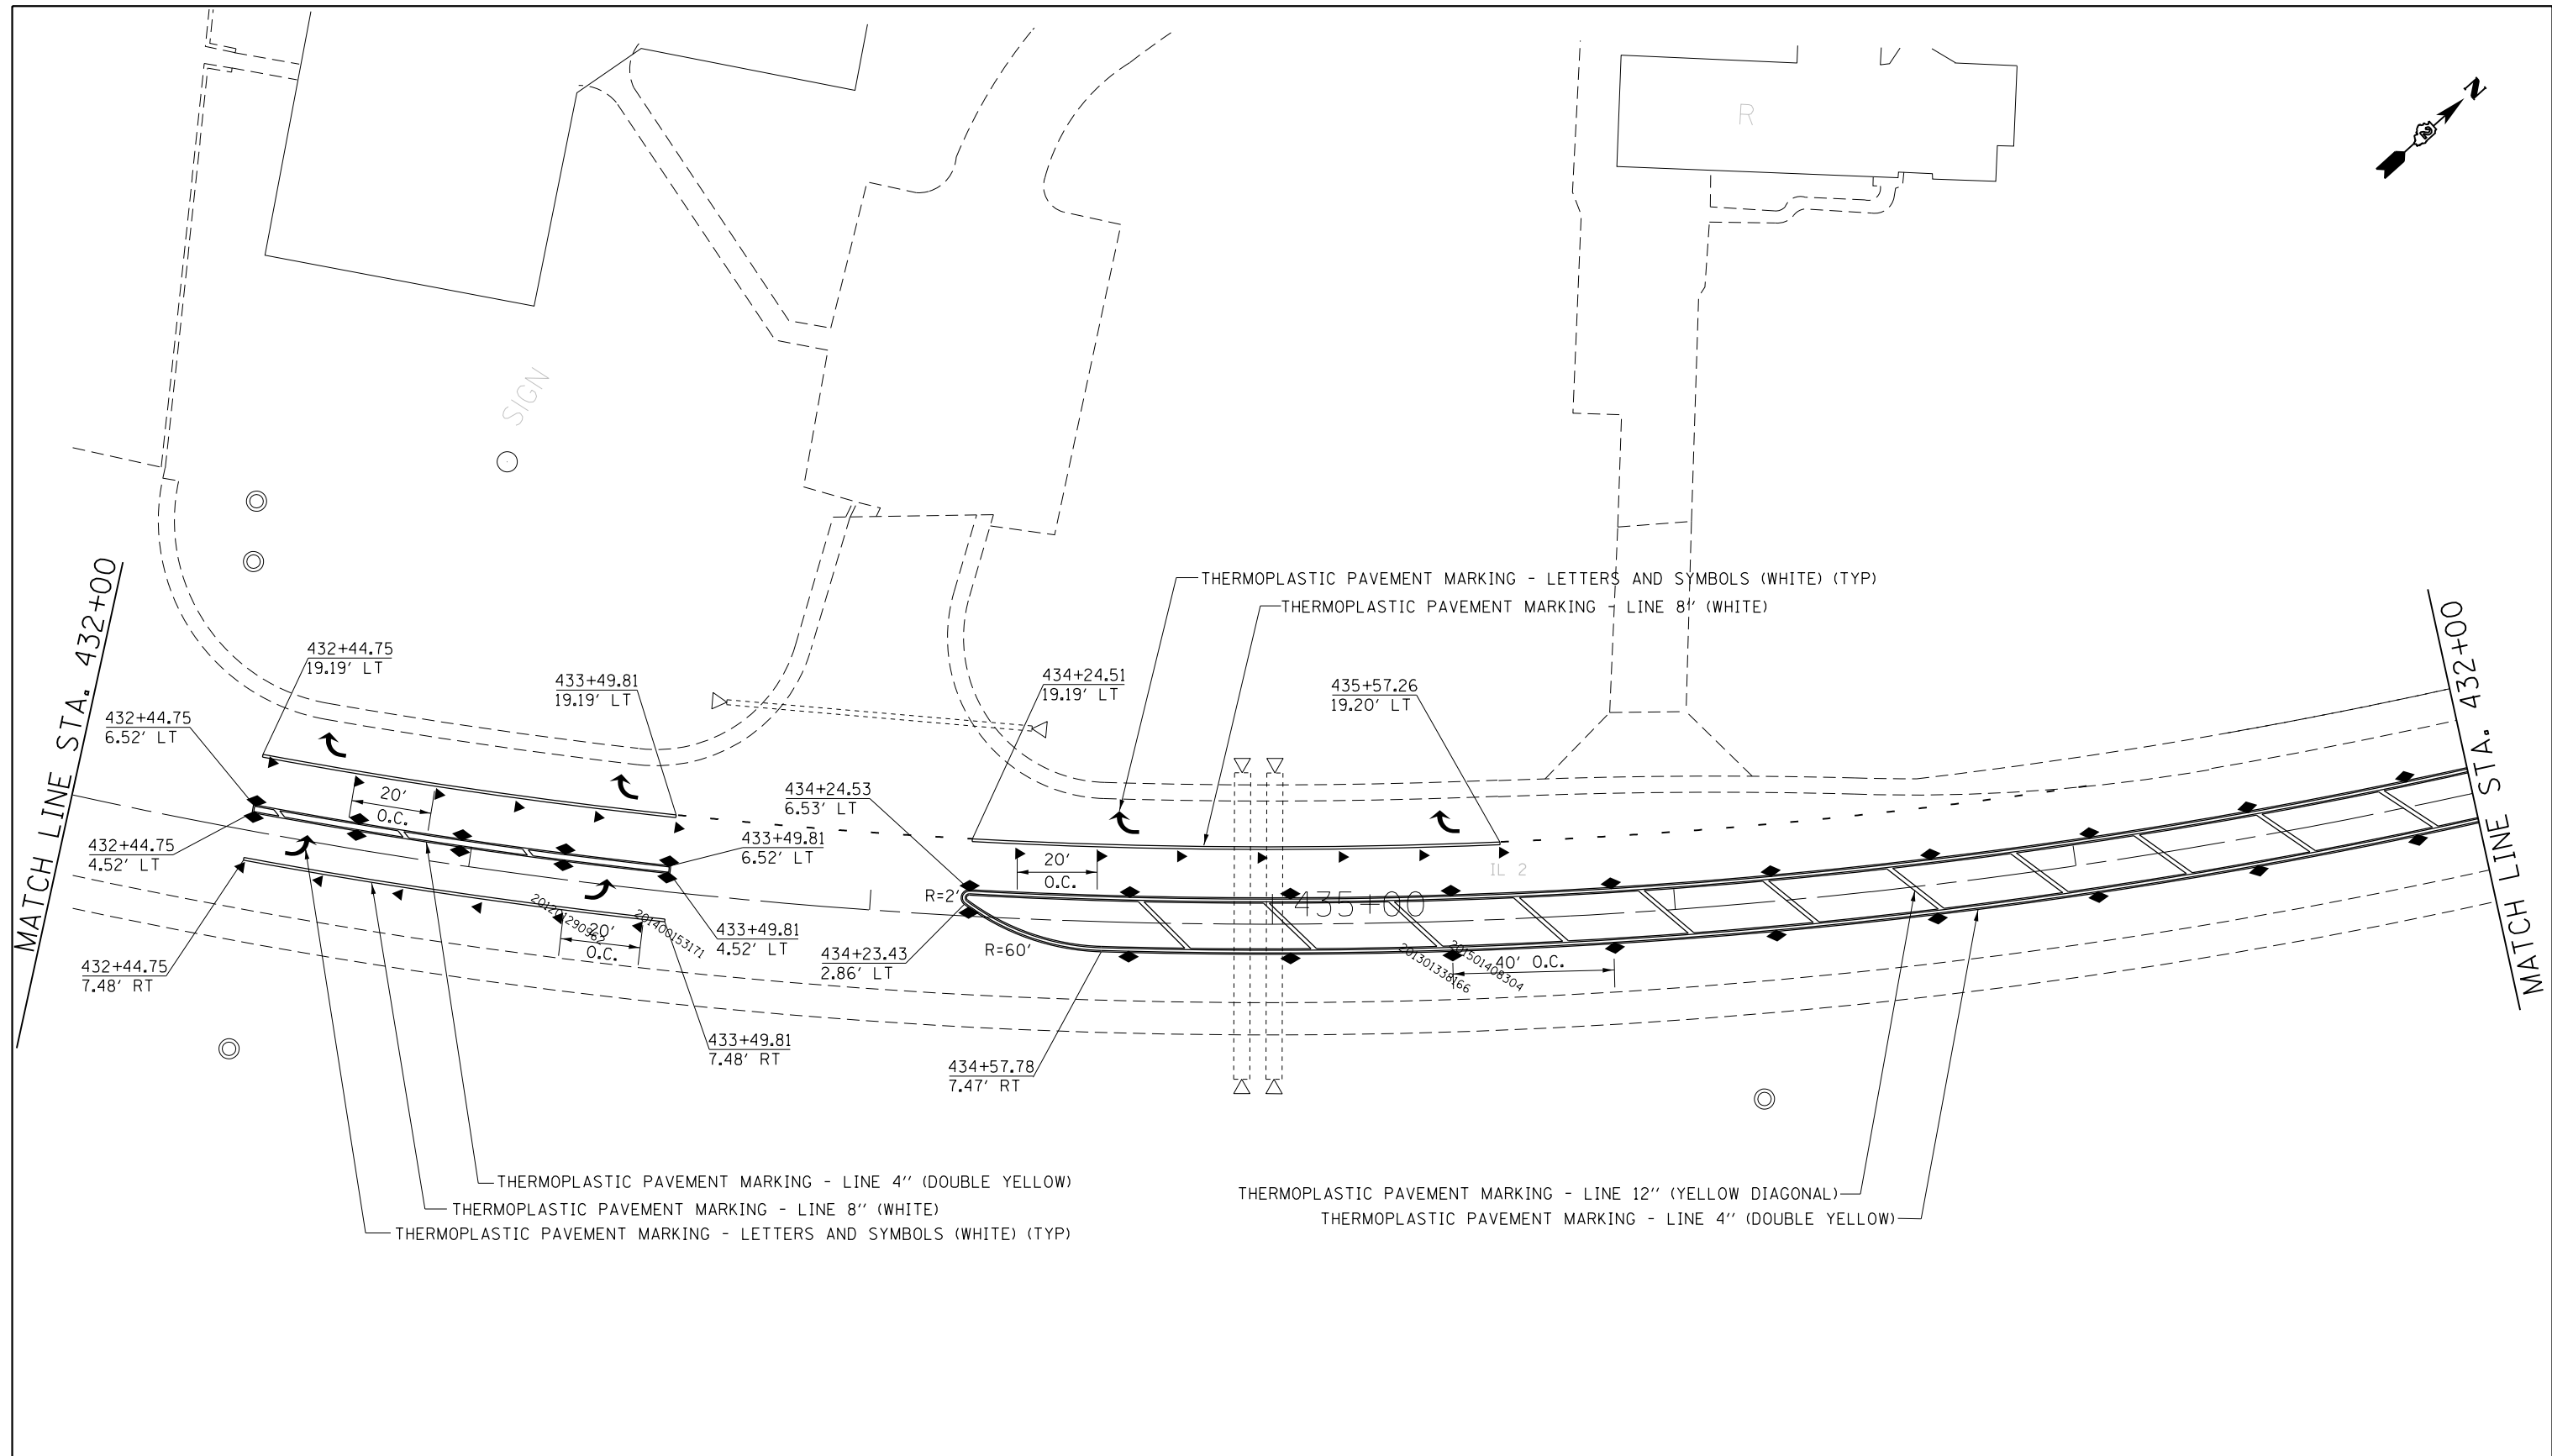 N
2
R
SIGN
MATCH LINE STA. 432+00
THERMOPLASTIC PAVEMENT MARKING - LETTERS AND SYMBOLS (WHITE) (TYP)
THERMOPLASTIC PAVEMENT MARKING - LINE 8" (WHITE)
432+44.75
19.19' LT
433+49.81
19.19' LT
434+24.51
19.19' LT
435+57.26
19.20' LT
432+44.75
6.52' LT
434+24.53
6.53' LT
20'
O.C.
432+44.75
4.52' LT
433+49.81
6.52' LT
20'
O.C.
IL 2
R=2'
435+00
201201290962
201400153171
20'
O.C.
433+49.81
4.52' LT
R=60'
434+23.43
2.86' LT
201301338166
201501408304
40' O.C.
432+44.75
7.48' RT
433+49.81
7.48' RT
434+57.78
7.47' RT
MATCH LINE STA. 432+00
THERMOPLASTIC PAVEMENT MARKING - LINE 4" (DOUBLE YELLOW)
THERMOPLASTIC PAVEMENT MARKING - LINE 8" (WHITE)
THERMOPLASTIC PAVEMENT MARKING - LETTERS AND SYMBOLS (WHITE) (TYP)
THERMOPLASTIC PAVEMENT MARKING - LINE 12" (YELLOW DIAGONAL)
THERMOPLASTIC PAVEMENT MARKING - LINE 4" (DOUBLE YELLOW)